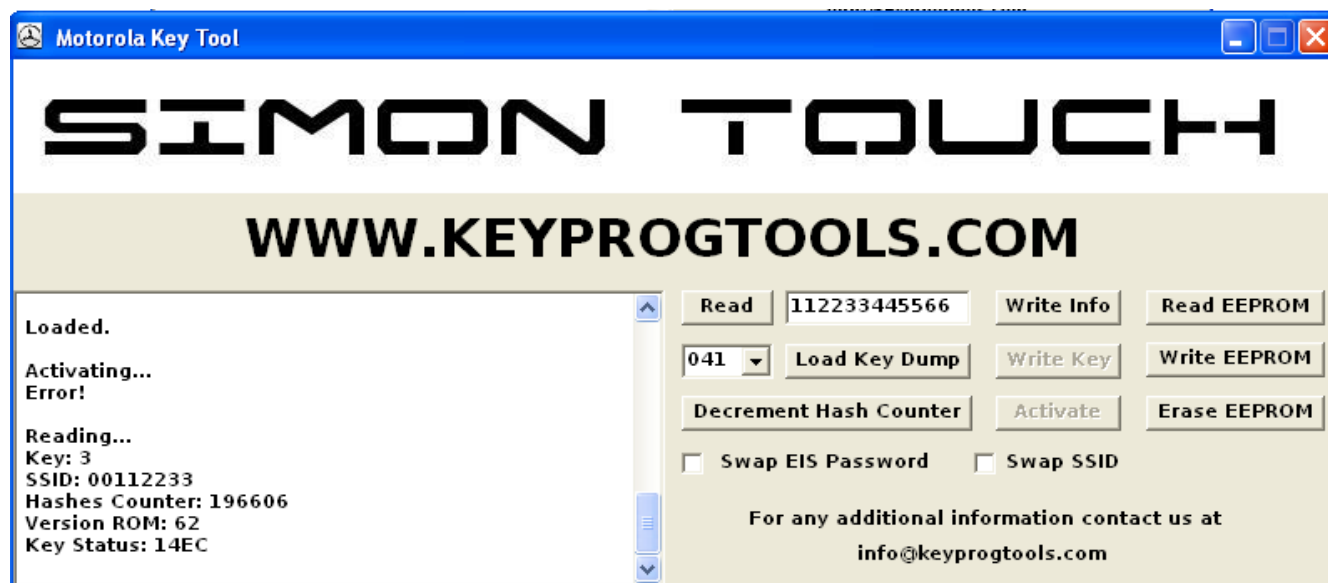 Motorola Key Tool
SIMON TOUCH
WWW.KEYPROGTOOLS.COM
Loaded.
Activating...
Error!
Reading...
Key: 3
SSID: 00112233
Hashes Counter: 196606
Version ROM: 62
Key Status: 14EC
Read 112233445566 Write Info Read EEPROM
041 Load Key Dump Write Key Write EEPROM
Decrement Hash Counter Activate Erase EEPROM
Swap EIS Password Swap SSID
For any additional information contact us at
info@keyprogtools.com